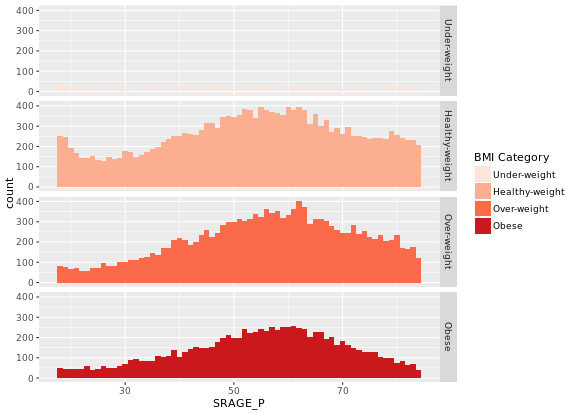 400
300
200
100
0
Under-weight
400
300
200
100
0
Healthy-weight
400
300
200
100
0
Over-weight
400
300
200
100
0
Obese
count
30
50
70
SRAGE_P
BMI Category
Under-weight
Healthy-weight
Over-weight
Obese